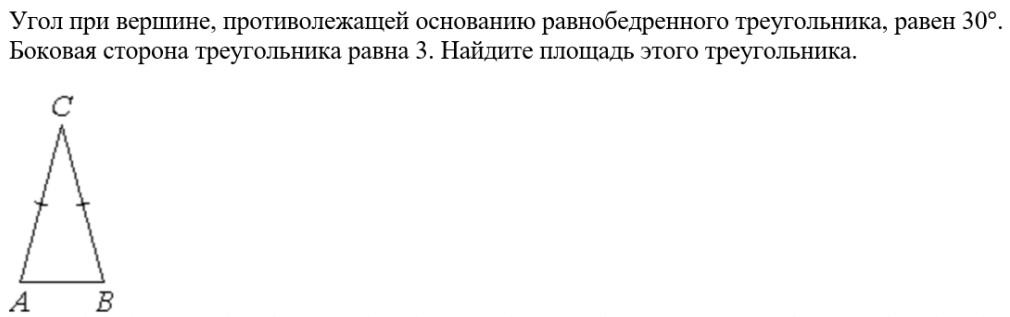 Угол при вершине, противолежащей основанию равнобедренного треугольника, равен 30°.
Боковая сторона треугольника равна 3. Найдите площадь этого треугольника.
C
A B